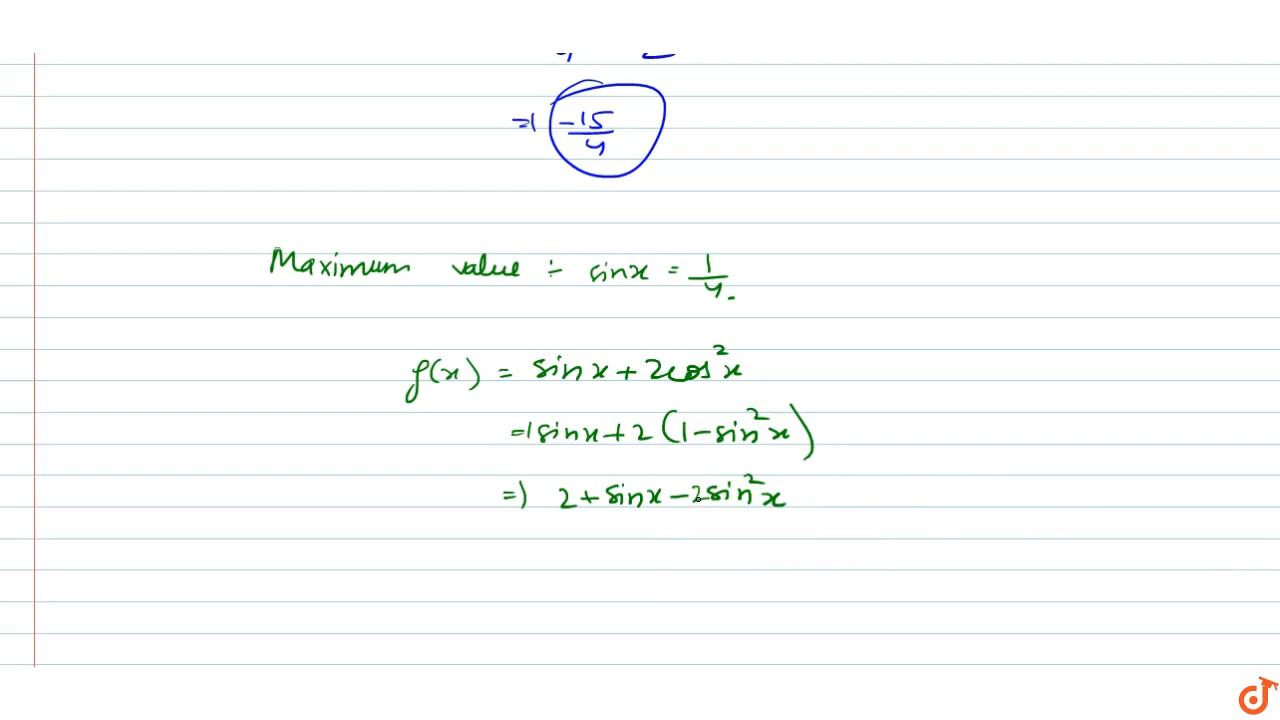 =) -15/4
Maximum value ÷ sinx = 1/4.
f(x) = sinx + 2cos²x
=) sinx + 2(1 - sin²x)
=) 2 + sinx - 2sin²x